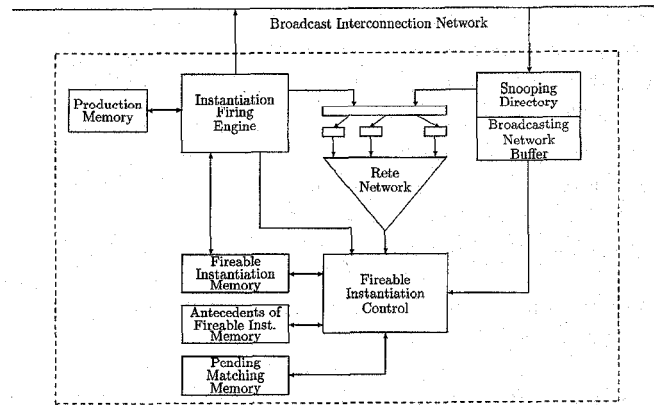 Broadcast Interconnection Network
Production
Memory
Instantiation
Firing
Engine
Snooping
Directory
Broadcasting
Network
Buffer
Rete
Network
Fireable
Instantiation
Memory
Fireable
Instantiation
Control
Antecedents of
Fireable Inst.
Memory
Pending
Matching
Memory